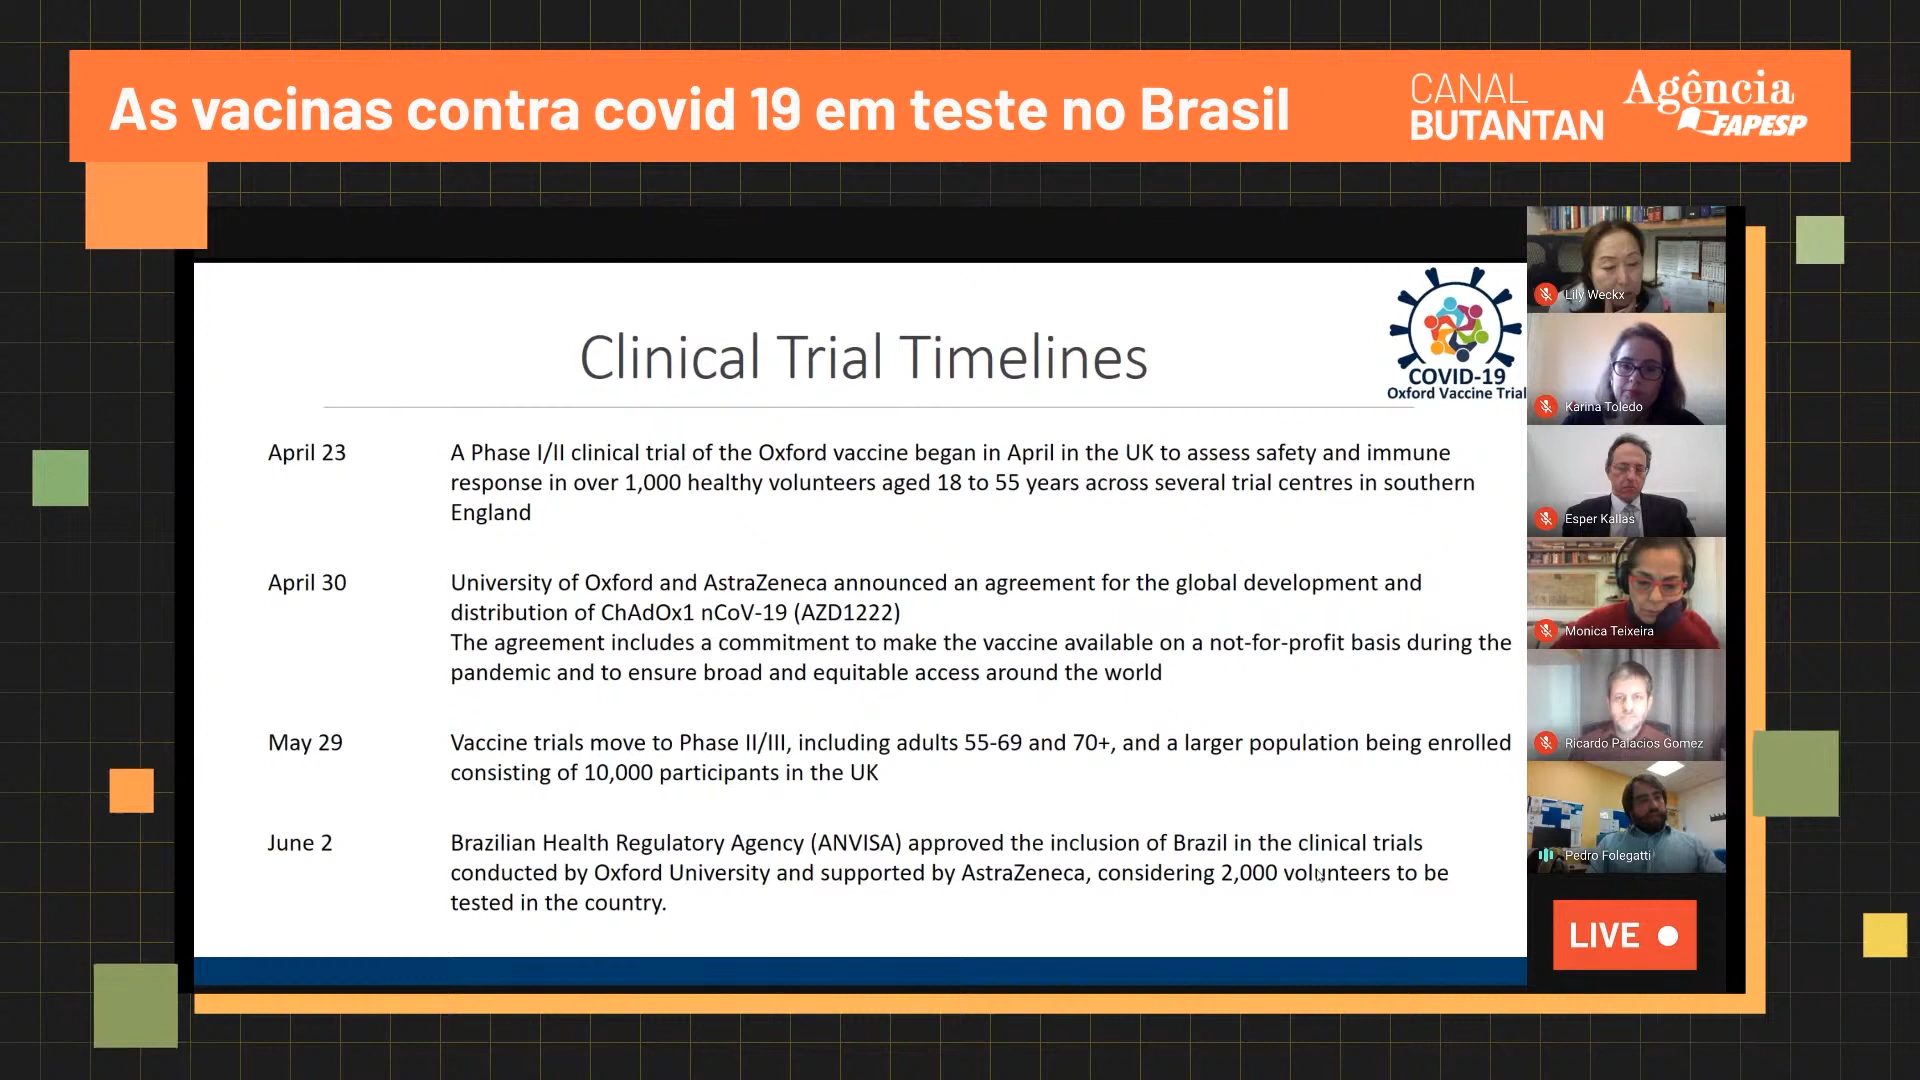 As vacinas contra covid 19 em teste no Brasil
CANAL
BUTANTAN
Agência
FAPESP
Clinical Trial Timelines
COVID-19
Oxford Vaccine Trial
April 23
A Phase I/II clinical trial of the Oxford vaccine began in April in the UK to assess safety and immune
response in over 1,000 healthy volunteers aged 18 to 55 years across several trial centres in southern
England
April 30
University of Oxford and AstraZeneca announced an agreement for the global development and
distribution of ChAdOx1 nCoV-19 (AZD1222)
The agreement includes a commitment to make the vaccine available on a not-for-profit basis during the
pandemic and to ensure broad and equitable access around the world
May 29
Vaccine trials move to Phase II/III, including adults 55-69 and 70+, and a larger population being enrolled
consisting of 10,000 participants in the UK
June 2
Brazilian Health Regulatory Agency (ANVISA) approved the inclusion of Brazil in the clinical trials
conducted by Oxford University and supported by AstraZeneca, considering 2,000 volunteers to be
tested in the country.
Lily Weckx
Karina Toledo
Esper Kallas
Monica Teixeira
Ricardo Palacios Gomez
Pedro Folegatti
LIVE